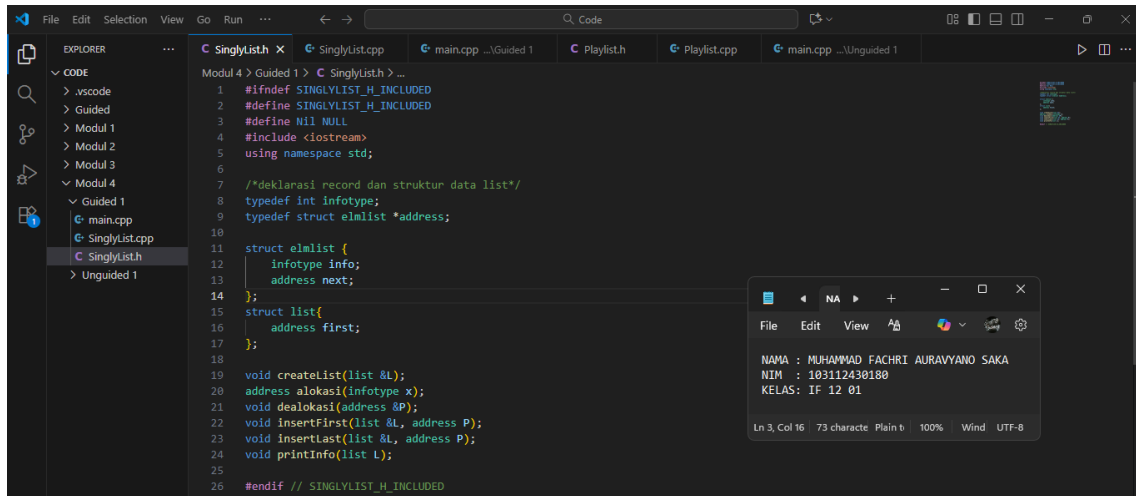 File Edit Selection View Go Run ... Code
EXPLORER ...
CODE
.vscode
Guided
Modul 1
Modul 2
Modul 3
Modul 4
Guided 1
main.cpp
SinglyList.cpp
SinglyList.h
Unguided 1
1
SinglyList.h SinglyList.cpp main.cpp ...\Guided 1 Playlist.h Playlist.cpp main.cpp ...\Unguided 1
Modul 4 > Guided 1 > C SinglyList.h > ...
1 #ifndef SINGLYLIST_H_INCLUDED
2 #define SINGLYLIST_H_INCLUDED
3 #define Nil NULL
4 #include <iostream>
5 using namespace std;
6
7 /*deklarasi record dan struktur data list*/
8 typedef int infotype;
9 typedef struct elmlist *address;
10
11 struct elmlist {
12 infotype info;
13 address next;
14 };
15 struct list{
16 address first;
17 };
18
19 void createList(list &L);
20 address alokasi(infotype x);
21 void dealokasi(address &P);
22 void insertFirst(list &L, address P);
23 void insertLast(list &L, address P);
24 void printInfo(list L);
25
26 #endif // SINGLYLIST_H_INCLUDED
NA
File Edit View
NAMA : MUHAMMAD FACHRI AURAVYANO SAKA
NIM : 103112430180
KELAS: IF 12 01
Ln 3, Col 16 73 characte Plain t 100% Wind UTF-8